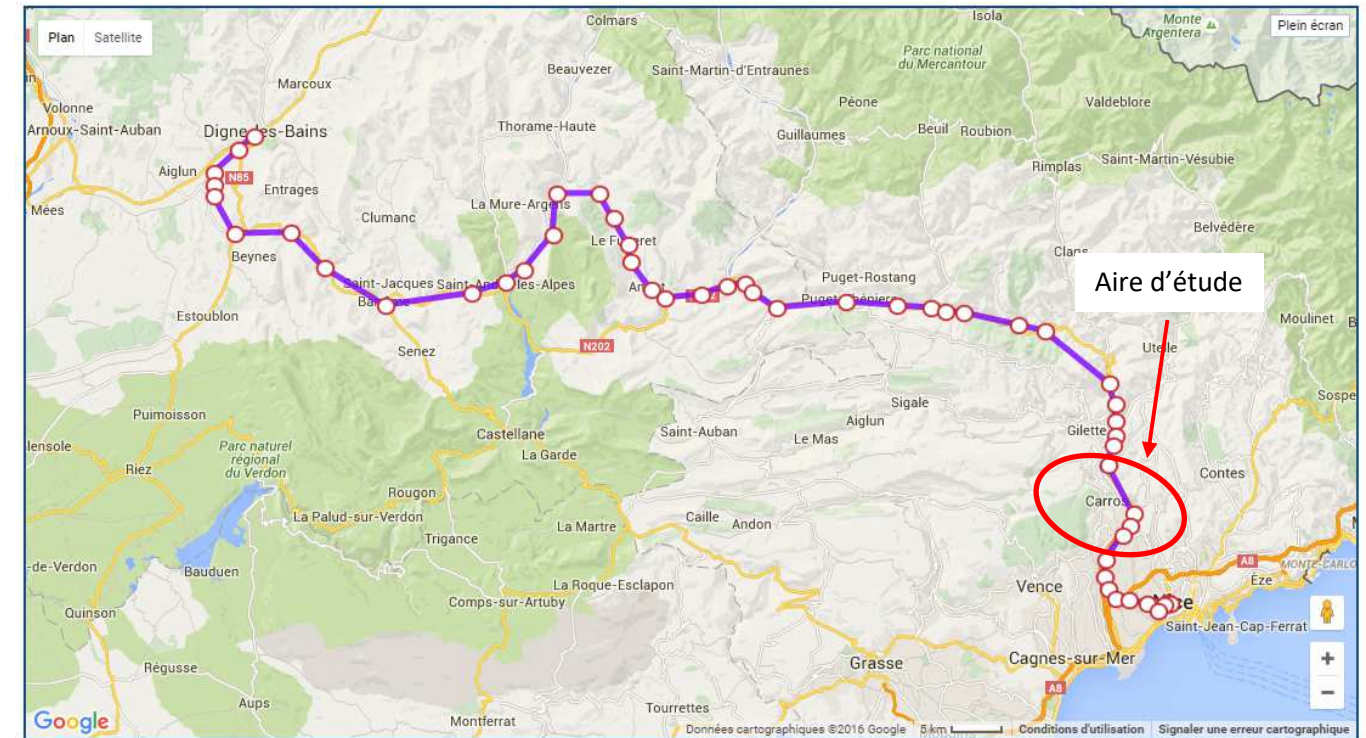 Plan Satellite
Colmars
Isola
Monte
Argentera
Plein écran
Parc national
du Mercantour
Beauvezer
Saint-Martin-d'Entraunes
Marcoux
Volonne
Péone
Valdeblore
Arnoux-Saint-Auban
Digne-les-Bains
Thorame-Haute
Guillaumes
Beuil
Roubion
Rimplas
Saint-Martin-Vésubie
Aiglun
N85
Entrages
Mées
Clumanc
La Mure-Argens
Belvédère
Beynes
Clans
Saint-Jacques
Puget-Rostang
Aire d'étude
Estoublon
Moulinet
Senez
N202
Utelle
Puimoisson
Sigale
Aiglun
Castellane
Saint-Auban
Le Mas
Gilette
Parc naturel
régional
du Verdon
La Garde
Riez
Contes
Rougon
Carros
La Palud-sur-Verdon
La Martre
Caille
Andon
Trigance
-de-Verdon
Bauduen
A8
MONTE-CARLO
La Roque-Esclapon
Vence
Èze
Comps-sur-Artuby
Quinson
Nice
Saint-Jean-Cap-Ferrat
Régusse
Grasse
Cagnes-sur-Mer
+
A8
−
Aups
Tourrettes
Montferrat
Google
Données cartographiques ©2016 Google 5 km Conditions d'utilisation Signaler une erreur cartographique